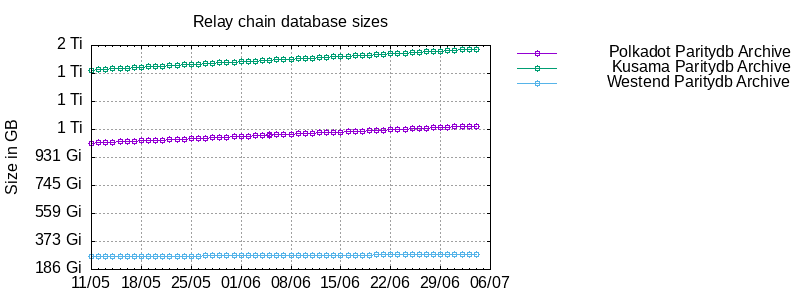 Relay chain database sizes
Polkadot Paritydb Archive
Kusama Paritydb Archive
Westend Paritydb Archive
Size in GB
2 Ti
1 Ti
1 Ti
1 Ti
931 Gi
745 Gi
559 Gi
373 Gi
186 Gi
11/05 18/05 25/05 01/06 08/06 15/06 22/06 29/06 06/07